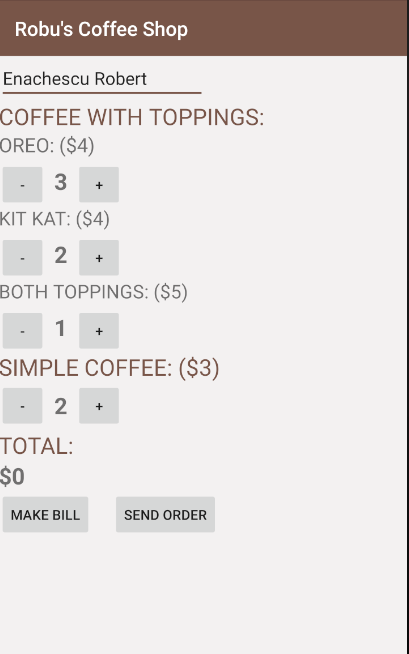 Robu's Coffee Shop
Enachescu Robert
COFFEE WITH TOPPINGS:
OREO: ($4)
- 3 +
KIT KAT: ($4)
- 2 +
BOTH TOPPINGS: ($5)
- 1 +
SIMPLE COFFEE: ($3)
- 2 +
TOTAL:
$0
MAKE BILL SEND ORDER